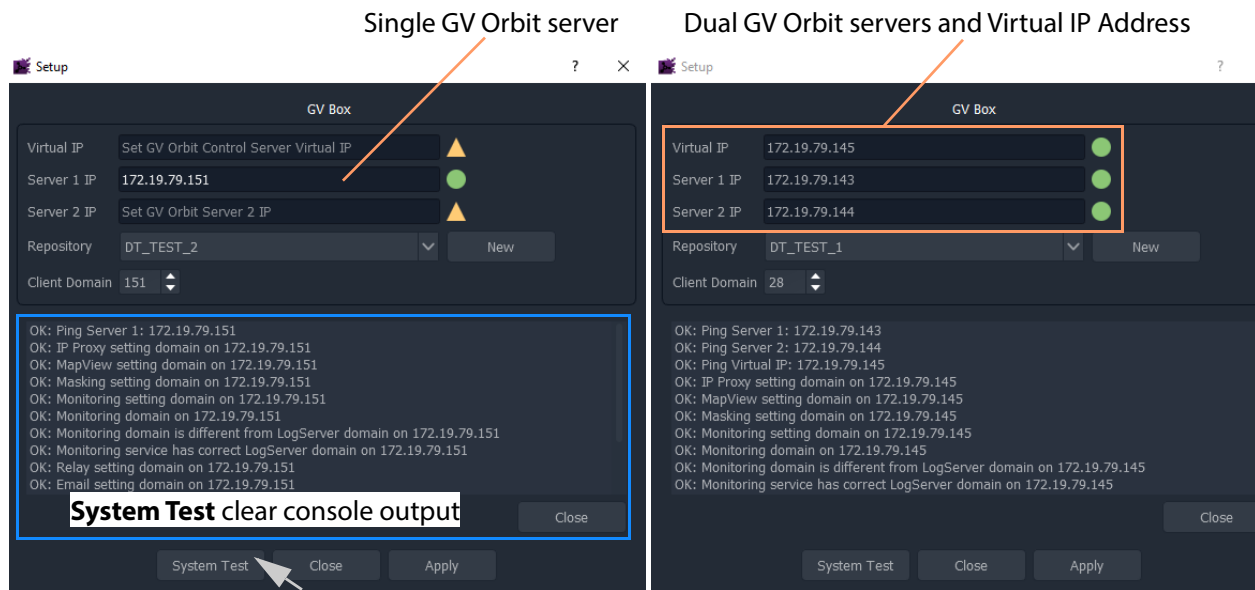 Single GV Orbit server
Dual GV Orbit servers and Virtual IP Address
Setup
?
GV Box
Virtual IP
Set GV Orbit Control Server Virtual IP
Server 1 IP
172.19.79.151
Server 2 IP
Set GV Orbit Server 2 IP
Repository
DT_TEST_2
New
Client Domain
151
OK: Ping Server 1: 172.19.79.151
OK: IP Proxy setting domain on 172.19.79.151
OK: MapView setting domain on 172.19.79.151
OK: Masking setting domain on 172.19.79.151
OK: Monitoring setting domain on 172.19.79.151
OK: Monitoring domain on 172.19.79.151
OK: Monitoring domain is different from LogServer domain on 172.19.79.151
OK: Monitoring service has correct LogServer domain on 172.19.79.151
OK: Relay setting domain on 172.19.79.151
OK: Email setting domain on 172.19.79.151
System Test clear console output
Close
System Test
Close
Apply
Setup
?
GV Box
Virtual IP
172.19.79.145
Server 1 IP
172.19.79.143
Server 2 IP
172.19.79.144
Repository
DT_TEST_1
New
Client Domain
28
OK: Ping Server 1: 172.19.79.143
OK: Ping Server 2: 172.19.79.144
OK: Ping Virtual IP: 172.19.79.145
OK: IP Proxy setting domain on 172.19.79.145
OK: MapView setting domain on 172.19.79.145
OK: Masking setting domain on 172.19.79.145
OK: Monitoring setting domain on 172.19.79.145
OK: Monitoring domain on 172.19.79.145
OK: Monitoring domain is different from LogServer domain on 172.19.79.145
OK: Monitoring service has correct LogServer domain on 172.19.79.145
Close
System Test
Close
Apply